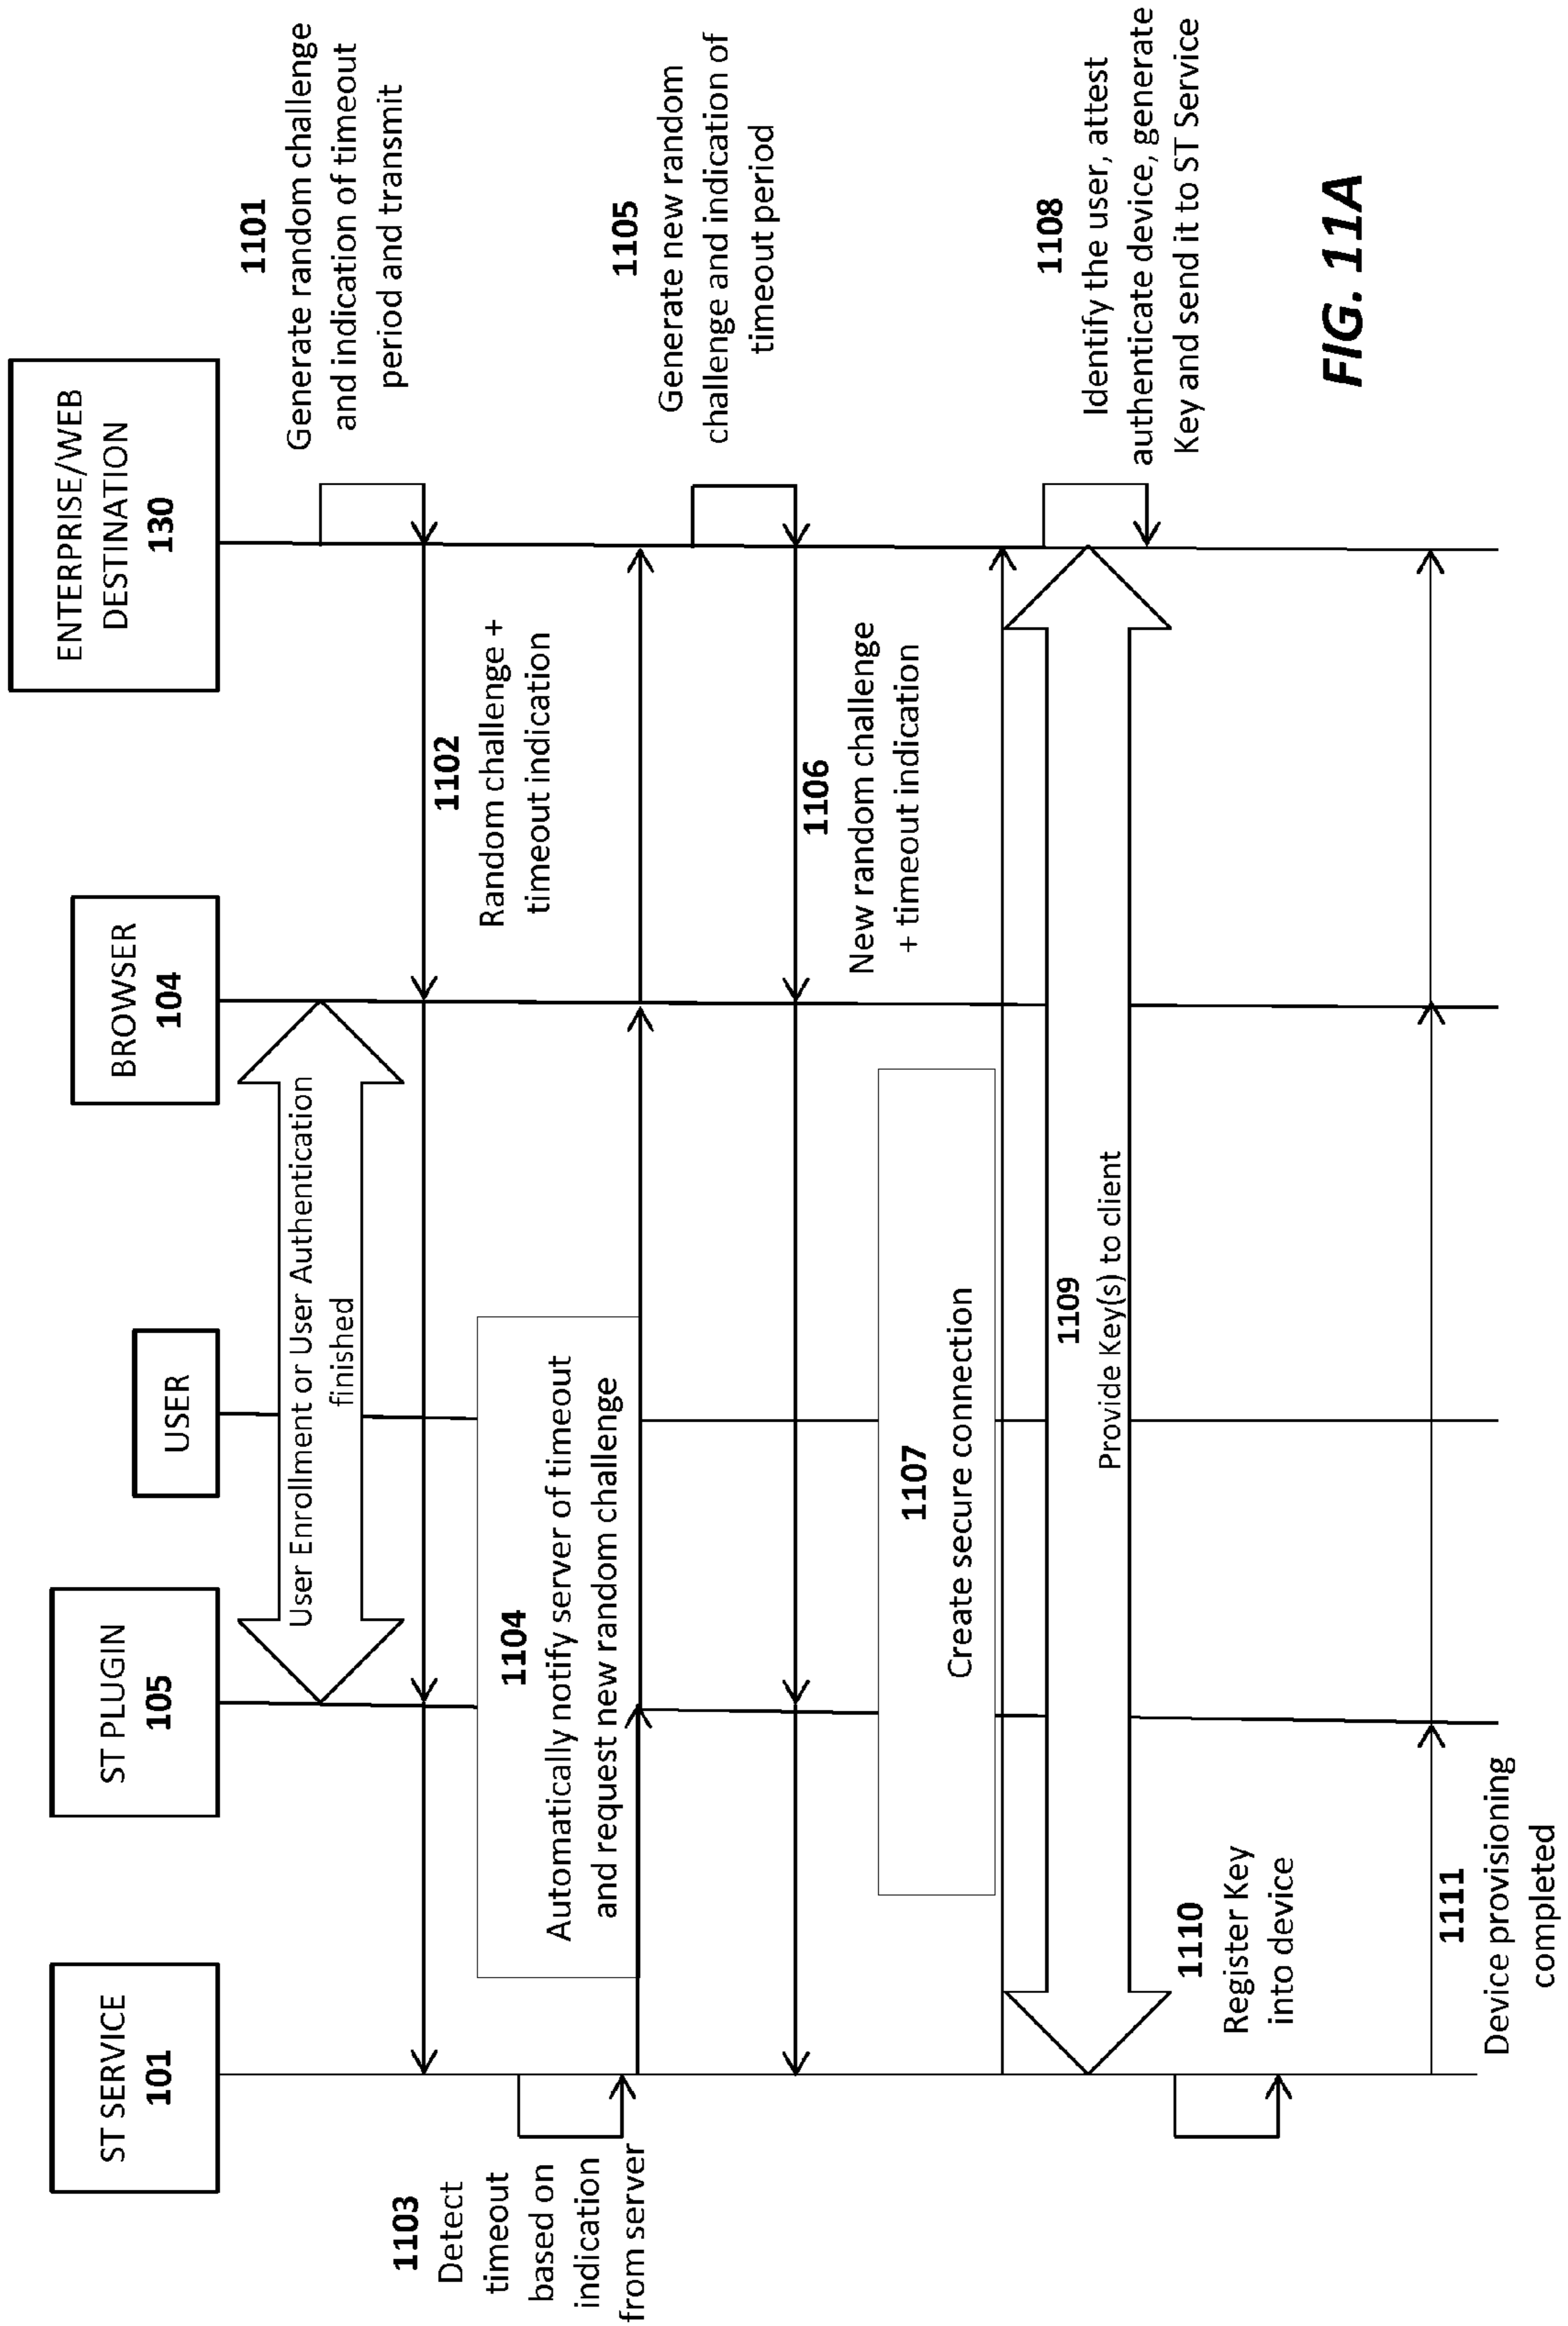 ST SERVICE
101
ST PLUGIN
105
USER
BROWSER
104
ENTERPRISE/WEB
DESTINATION
130
User Enrollment or User Authentication
finished
1101
Generate random challenge
and indication of timeout
period and transmit
1102
Random challenge +
timeout indication
1103
Detect
timeout
based on
indication
from server
1104
Automatically notify server of timeout
and request new random challenge
1105
Generate new random
challenge and indication of
timeout period
1106
New random challenge
+ timeout indication
1107
Create secure connection
1108
Identify the user, attest
authenticate device, generate
Key and send it to ST Service
1109
Provide Key(s) to client
1110
Register Key
into device
1111
Device provisioning
completed
FIG. 11A